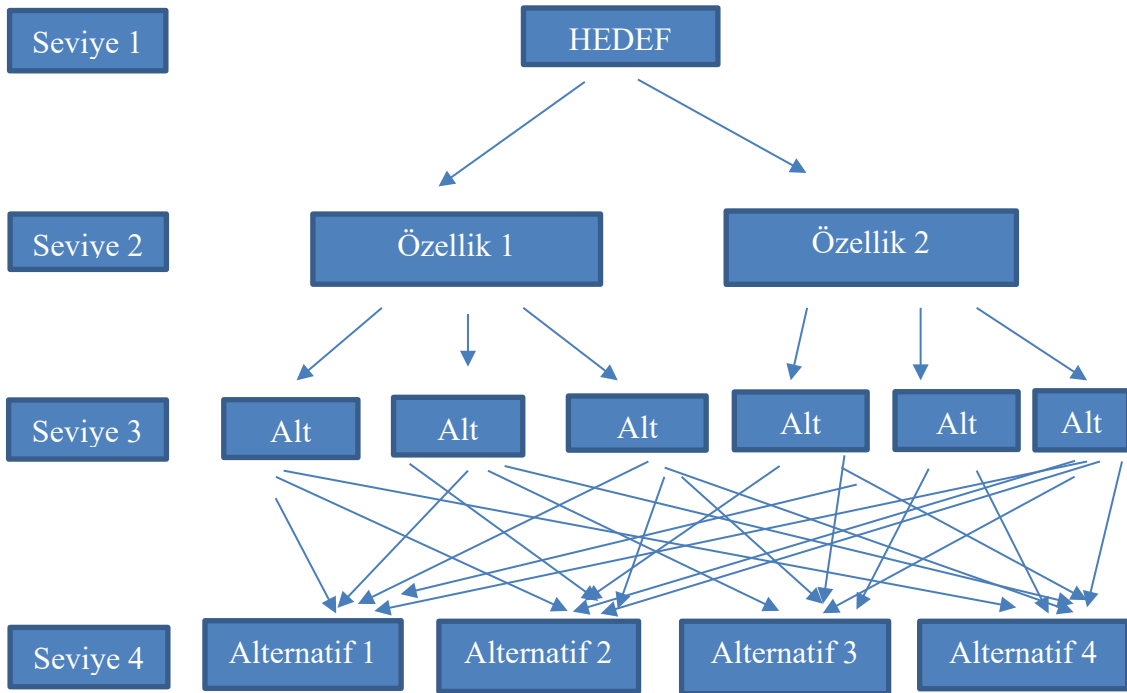 Seviye 1
HEDEF
Seviye 2
Özellik 1
Özellik 2
Seviye 3
Alt
Alt
Alt
Alt
Alt
Alt
Seviye 4
Alternatif 1
Alternatif 2
Alternatif 3
Alternatif 4